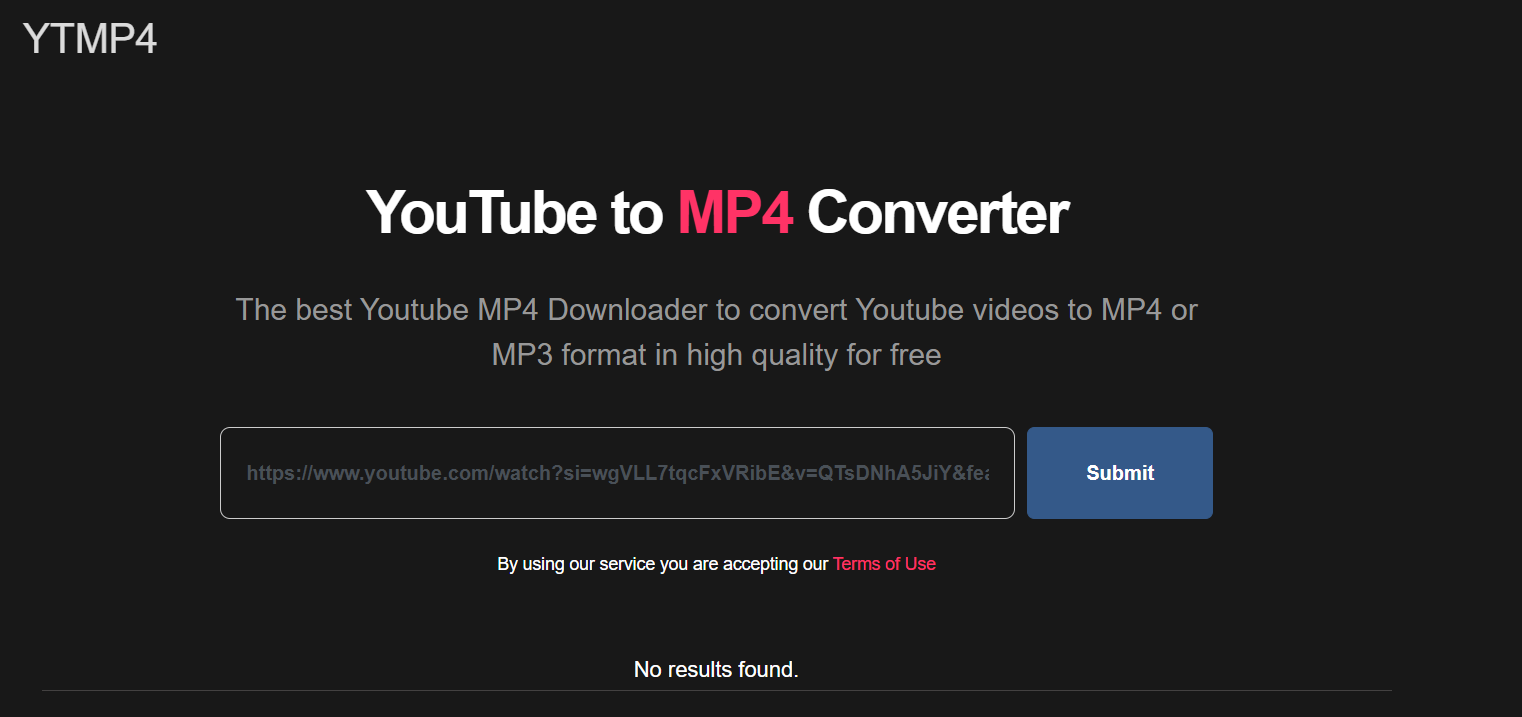 YTMP4
YouTube to MP4 Converter
The best Youtube MP4 Downloader to convert Youtube videos to MP4 or
MP3 format in high quality for free
https://www.youtube.com/watch?si=wgVLL7tqcFxVRibE&v=QTsDNhA5JiY&fea
Submit
By using our service you are accepting our Terms of Use
No results found.